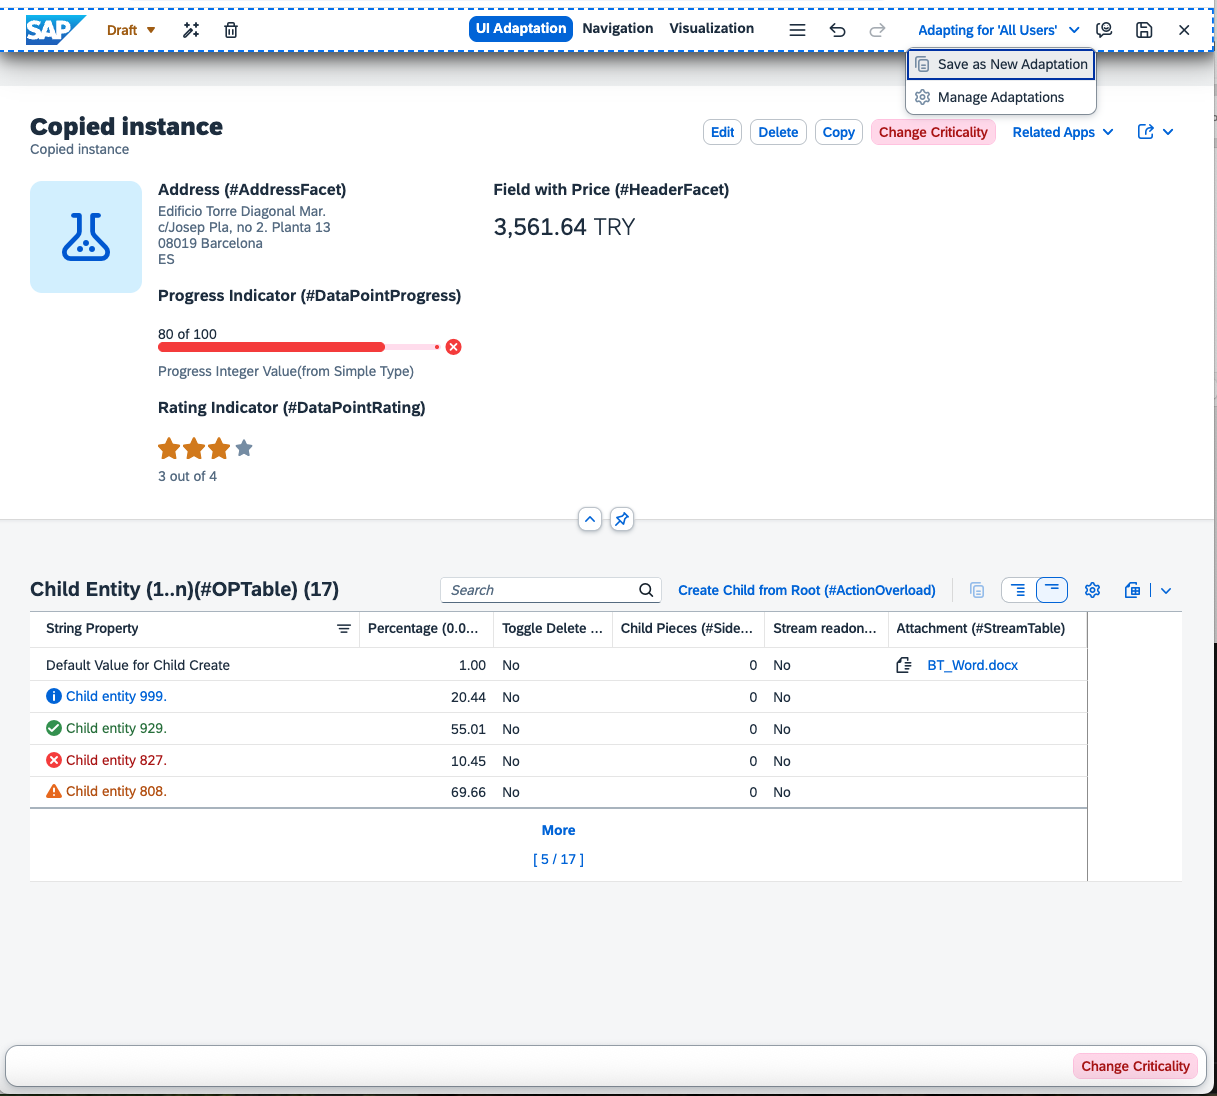 SAP
Draft
UI Adaptation
Navigation
Visualization
Adapting for 'All Users'
Save as New Adaptation
Manage Adaptations
Copied instance
Copied instance
Edit
Delete
Copy
Change Criticality
Related Apps
Address (#AddressFacet)
Edificio Torre Diagonal Mar.
c/Josep Pla, no 2. Planta 13
08019 Barcelona
ES
Field with Price (#HeaderFacet)
3,561.64 TRY
Progress Indicator (#DataPointProgress)
80 of 100
Progress Integer Value(from Simple Type)
Rating Indicator (#DataPointRating)
3 out of 4
Child Entity (1..n)(#OPTable) (17)
Search
Create Child from Root (#ActionOverload)
String Property
Percentage (0.0...
Toggle Delete ...
Child Pieces (#Side...
Stream readon...
Attachment (#StreamTable)
Default Value for Child Create 1.00 No 0 No BT_Word.docx
Child entity 999. 20.44 No 0 No
Child entity 929. 55.01 No 0 No
Child entity 827. 10.45 No 0 No
Child entity 808. 69.66 No 0 No
More
[ 5 / 17 ]
Change Criticality